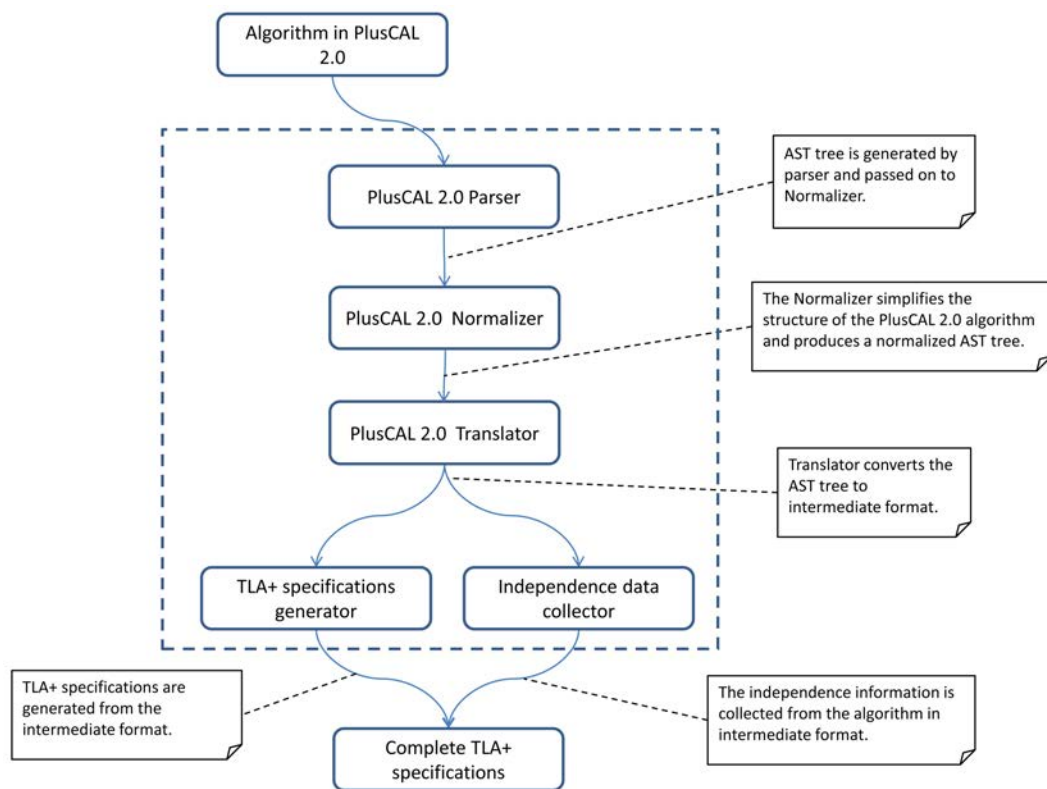 Algorithm in PlusCAL
2.0
PlusCAL 2.0 Parser
AST tree is generated by
parser and passed on to
Normalizer.
PlusCAL 2.0 Normalizer
The Normalizer simplifies the
structure of the PlusCAL 2.0 algorithm
and produces a normalized AST tree.
PlusCAL 2.0 Translator
Translator converts the
AST tree to
intermediate format.
TLA+ specifications
generator
Independence data
collector
TLA+ specifications are
generated from the
intermediate format.
The independence information is
collected from the algorithm in
intermediate format.
Complete TLA+
specifications